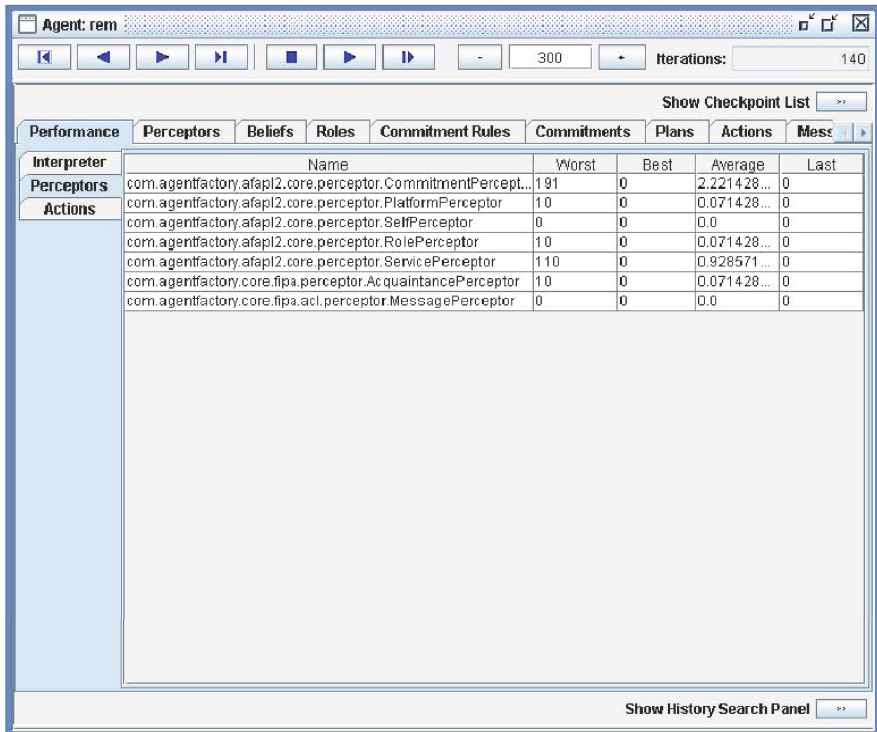 Agent: rem
- 300 + Iterations: 140
Show Checkpoint List >>
Performance Perceptors Beliefs Roles Commitment Rules Commitments Plans Actions Mess
Interpreter
Perceptors
Actions
Name Worst Best Average Last
com.agentfactory.afapl2.core.perceptor.CommitmentPercept... 191 0 2.221428... 0
com.agentfactory.afapl2.core.perceptor.PlatformPerceptor 10 0 0.071428... 0
com.agentfactory.afapl2.core.perceptor.SelfPerceptor 0 0 0.0 0
com.agentfactory.afapl2.core.perceptor.RolePerceptor 10 0 0.071428... 0
com.agentfactory.afapl2.core.perceptor.ServicePerceptor 110 0 0.928571... 0
com.agentfactory.core.fipa.perceptor.AcquaintancePerceptor 10 0 0.071428... 0
com.agentfactory.core.fipa.acl.perceptor.MessagePerceptor 0 0 0.0 0
Show History Search Panel >>